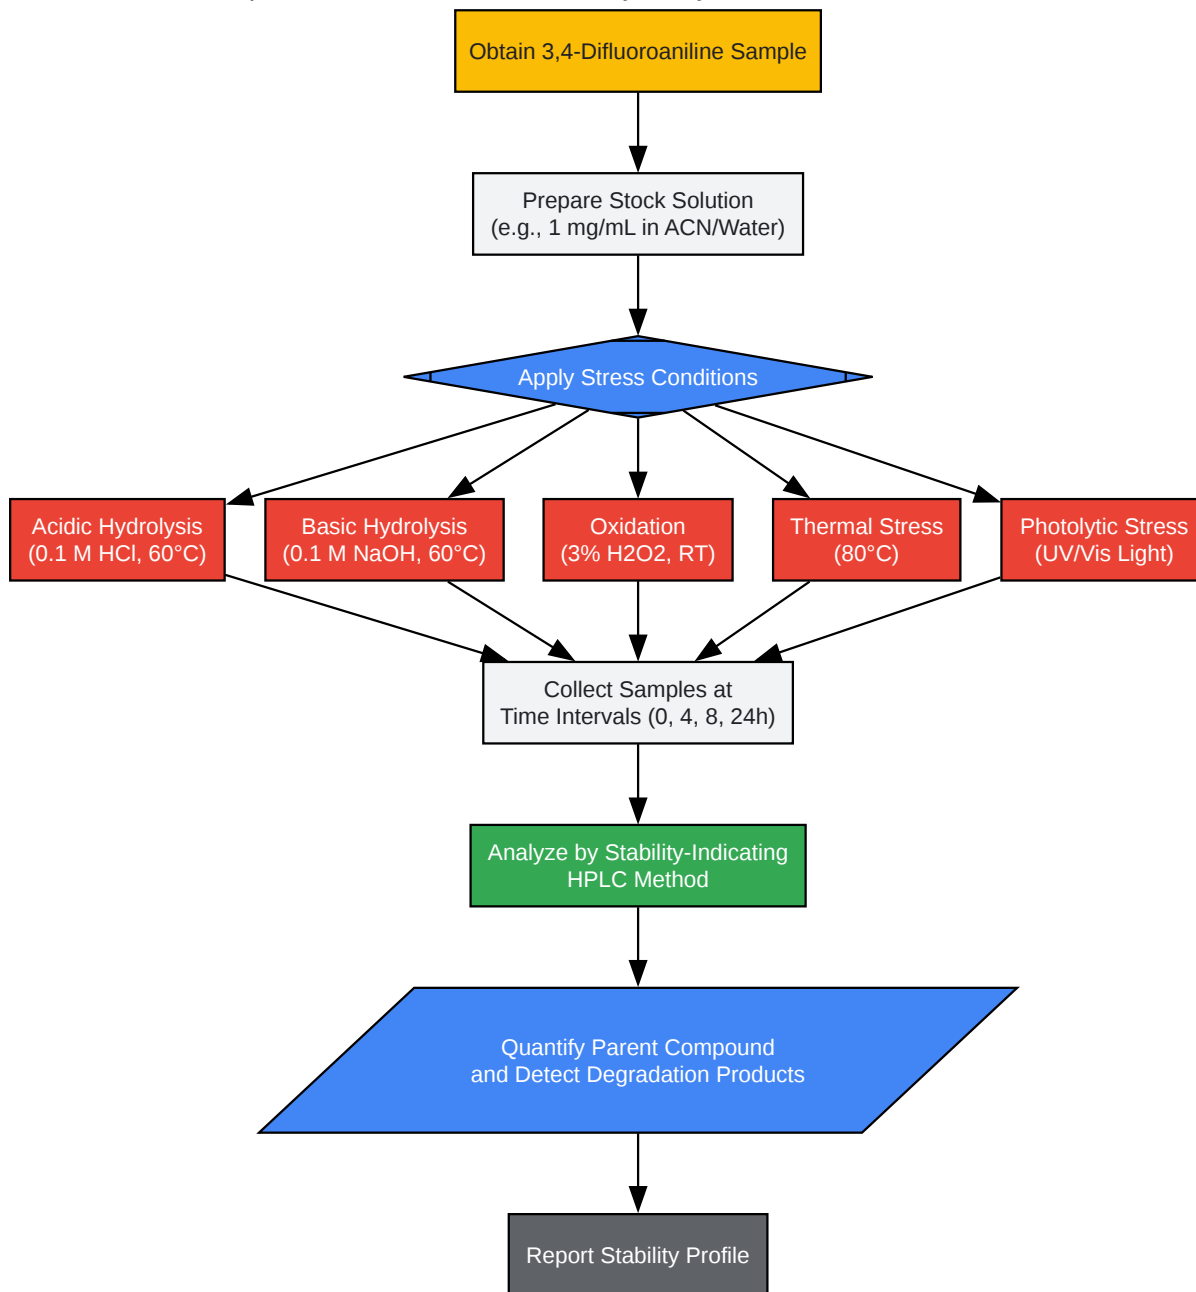 Obtain 3,4-Difluoroaniline Sample
Prepare Stock Solution
(e.g., 1 mg/mL in ACN/Water)
Apply Stress Conditions
Acidic Hydrolysis
(0.1 M HCl, 60°C)
Basic Hydrolysis
(0.1 M NaOH, 60°C)
Oxidation
(3% H2O2, RT)
Thermal Stress
(80°C)
Photolytic Stress
(UV/Vis Light)
Collect Samples at
Time Intervals (0, 4, 8, 24h)
Analyze by Stability-Indicating
HPLC Method
Quantify Parent Compound
and Detect Degradation Products
Report Stability Profile